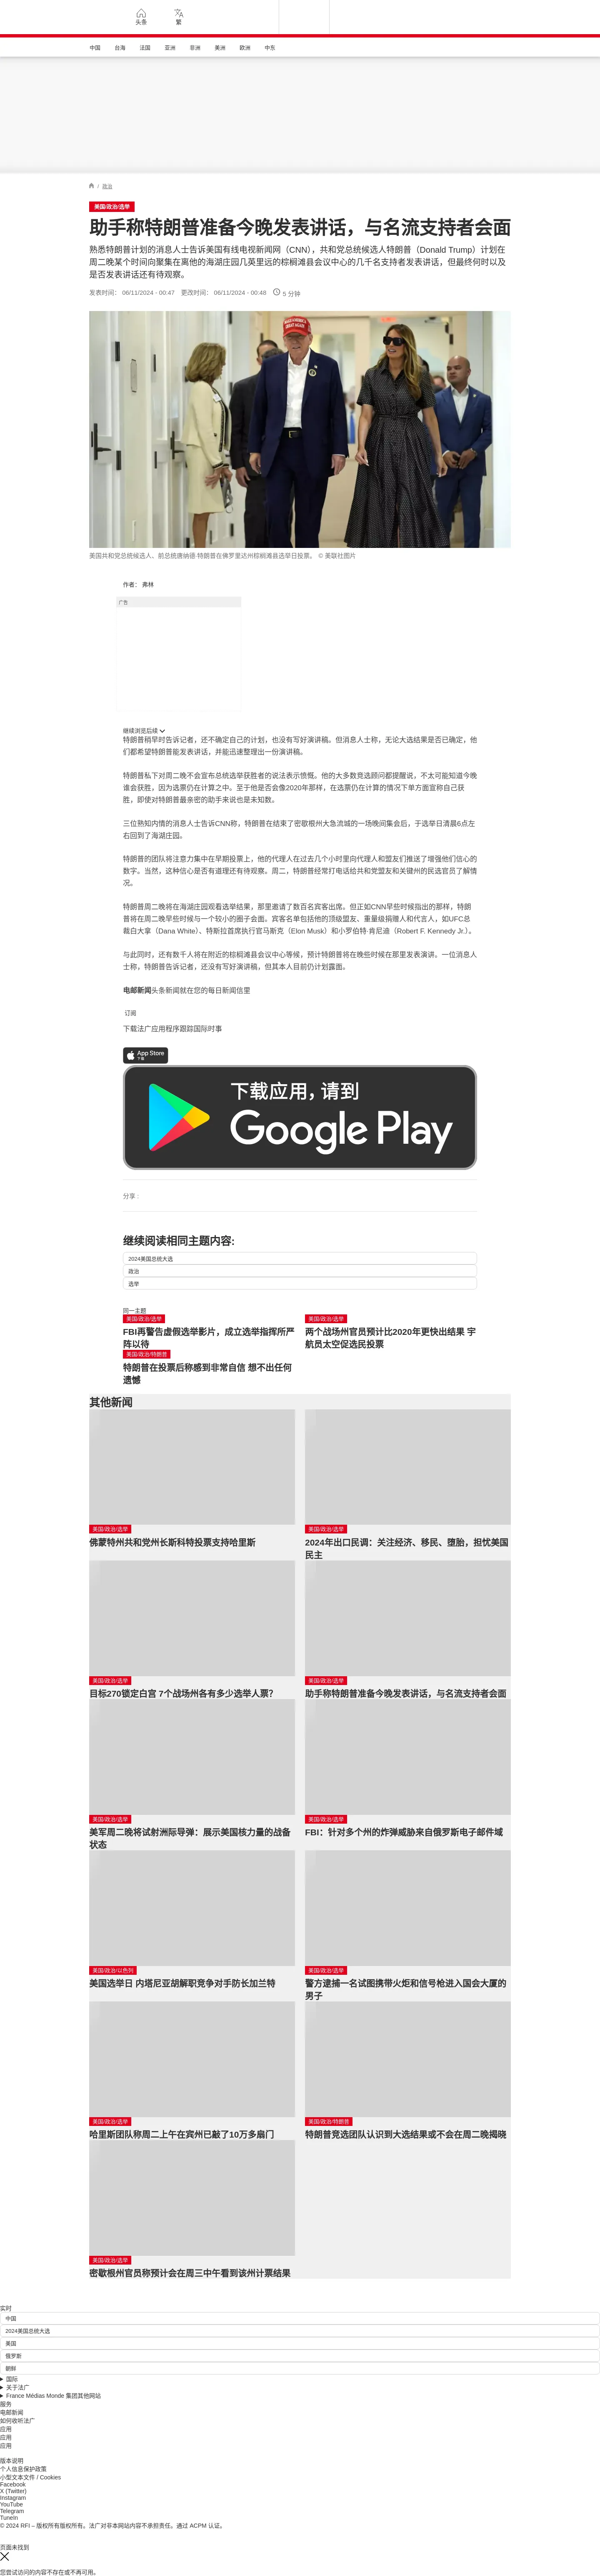 头条
繁
中国 台海 法国 亚洲 非洲 美洲 欧洲 中东
/ 政治
美国/政治/选举
助手称特朗普准备今晚发表讲话，与名流支持者会面
熟悉特朗普计划的消息人士告诉美国有线电视新闻网（CNN），共和党总统候选人特朗普（Donald Trump）计划在
周二晚某个时间向聚集在离他的海湖庄园几英里远的棕榈滩县会议中心的几千名支持者发表讲话，但最终何时以及
是否发表讲话还有待观察。
发表时间： 06/11/2024 - 00:47 更改时间： 06/11/2024 - 00:48 5 分钟
美国共和党总统候选人、前总统唐纳德·特朗普在佛罗里达州棕榈滩县选举日投票。 © 美联社图片
作者： 弗林
广告
继续浏览后续
特朗普稍早时告诉记者，还不确定自己的计划，也没有写好演讲稿。但消息人士称，无论大选结果是否已确定，他
们都希望特朗普能发表讲话，并能迅速整理出一份演讲稿。
特朗普私下对周二晚不会宣布总统选举获胜者的说法表示愤慨。他的大多数竞选顾问都提醒说，不太可能知道今晚
谁会获胜，因为选票仍在计算之中。至于他是否会像2020年那样，在选票仍在计算的情况下单方面宣称自己获
胜，即使对特朗普最亲密的助手来说也是未知数。
三位熟知内情的消息人士告诉CNN称，特朗普在结束了密歇根州大急流城的一场晚间集会后，于选举日清晨6点左
右回到了海湖庄园。
特朗普的团队将注意力集中在早期投票上，他的代理人在过去几个小时里向代理人和盟友们推送了增强他们信心的
数字。当然，这种信心是否有道理还有待观察。周二，特朗普经常打电话给共和党盟友和关键州的民选官员了解情
况。
特朗普周二晚将在海湖庄园观看选举结果，那里邀请了数百名宾客出席。但正如CNN早些时候指出的那样，特朗
普将在周二晚早些时候与一个较小的圈子会面。宾客名单包括他的顶级盟友、重量级捐赠人和代言人，如UFC总
裁白大拿（Dana White）、特斯拉首席执行官马斯克（Elon Musk）和小罗伯特·肯尼迪（Robert F. Kennedy Jr.）。
与此同时，还有数千人将在附近的棕榈滩县会议中心等候，预计特朗普将在晚些时候在那里发表演讲。一位消息人
士称，特朗普告诉记者，还没有写好演讲稿，但其本人目前仍计划露面。
电邮新闻头条新闻就在您的每日新闻信里
订阅
下载法广应用程序跟踪国际时事
App Store
下载
下载应用，请到
Google Play
分享 :
继续阅读相同主题内容:
2024美国总统大选
政治
选举
同一主题
美国/政治/选举
FBI再警告虚假选举影片，成立选举指挥所严
阵以待
美国/政治/选举
两个战场州官员预计比2020年更快出结果 宇
航员太空促选民投票
美国/政治/特朗普
特朗普在投票后称感到非常自信 想不出任何
遗憾
其他新闻
美国/政治/选举
佛蒙特州共和党州长斯科特投票支持哈里斯
美国/政治/选举
2024年出口民调：关注经济、移民、堕胎，担忧美国
民主
美国/政治/选举
目标270锁定白宫 7个战场州各有多少选举人票？
美国/政治/选举
助手称特朗普准备今晚发表讲话，与名流支持者会面
美国/政治/选举
美军周二晚将试射洲际导弹：展示美国核力量的战备
状态
美国/政治/选举
FBI：针对多个州的炸弹威胁来自俄罗斯电子邮件域
美国/政治/以色列
美国选举日 内塔尼亚胡解职竞争对手防长加兰特
美国/政治/选举
警方逮捕一名试图携带火炬和信号枪进入国会大厦的
男子
美国/政治/选举
哈里斯团队称周二上午在宾州已敲了10万多扇门
美国/政治/特朗普
特朗普竞选团队认识到大选结果或不会在周二晚揭晓
美国/政治/选举
密歇根州官员称预计会在周三中午看到该州计票结果
实时
中国
2024美国总统大选
美国
俄罗斯
朝鲜
国际
关于法广
France Médias Monde 集团其他网站
服务
电邮新闻
如何收听法广
应用
应用
应用
版本说明
个人信息保护政策
小型文本文件 / Cookies
Facebook
X (Twitter)
Instagram
YouTube
Telegram
TuneIn
© 2024 RFI – 版权所有版权所有。法广对非本网站内容不承担责任。通过 ACPM 认证。
页面未找到
您尝试访问的内容不存在或不再可用。